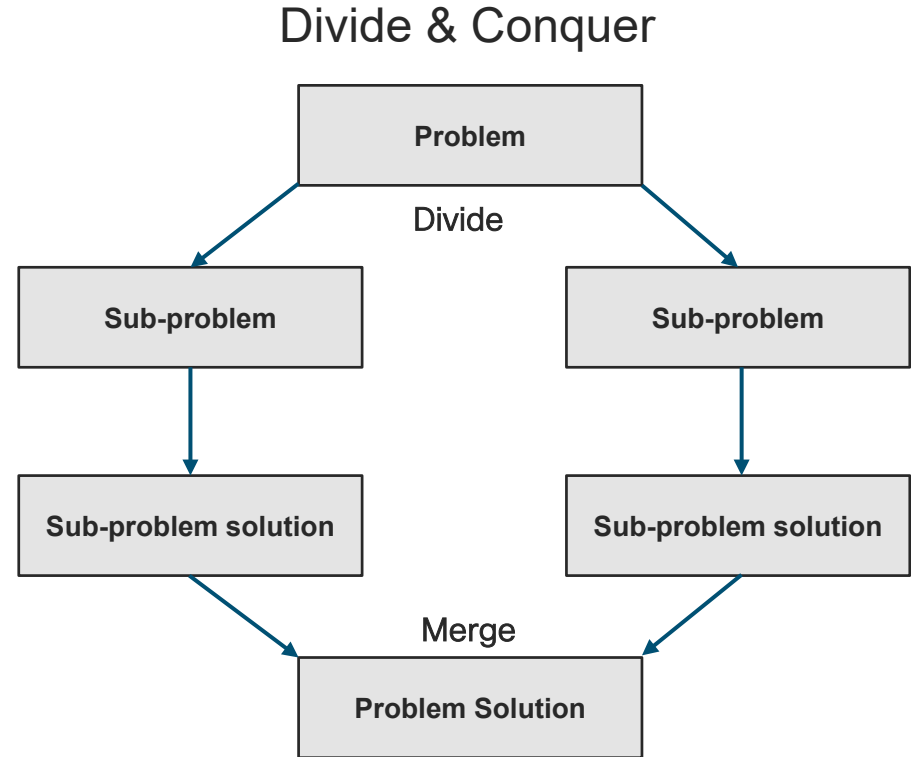 Divide & Conquer
Problem
Divide
Sub-problem
Sub-problem
Sub-problem solution
Sub-problem solution
Merge
Problem Solution